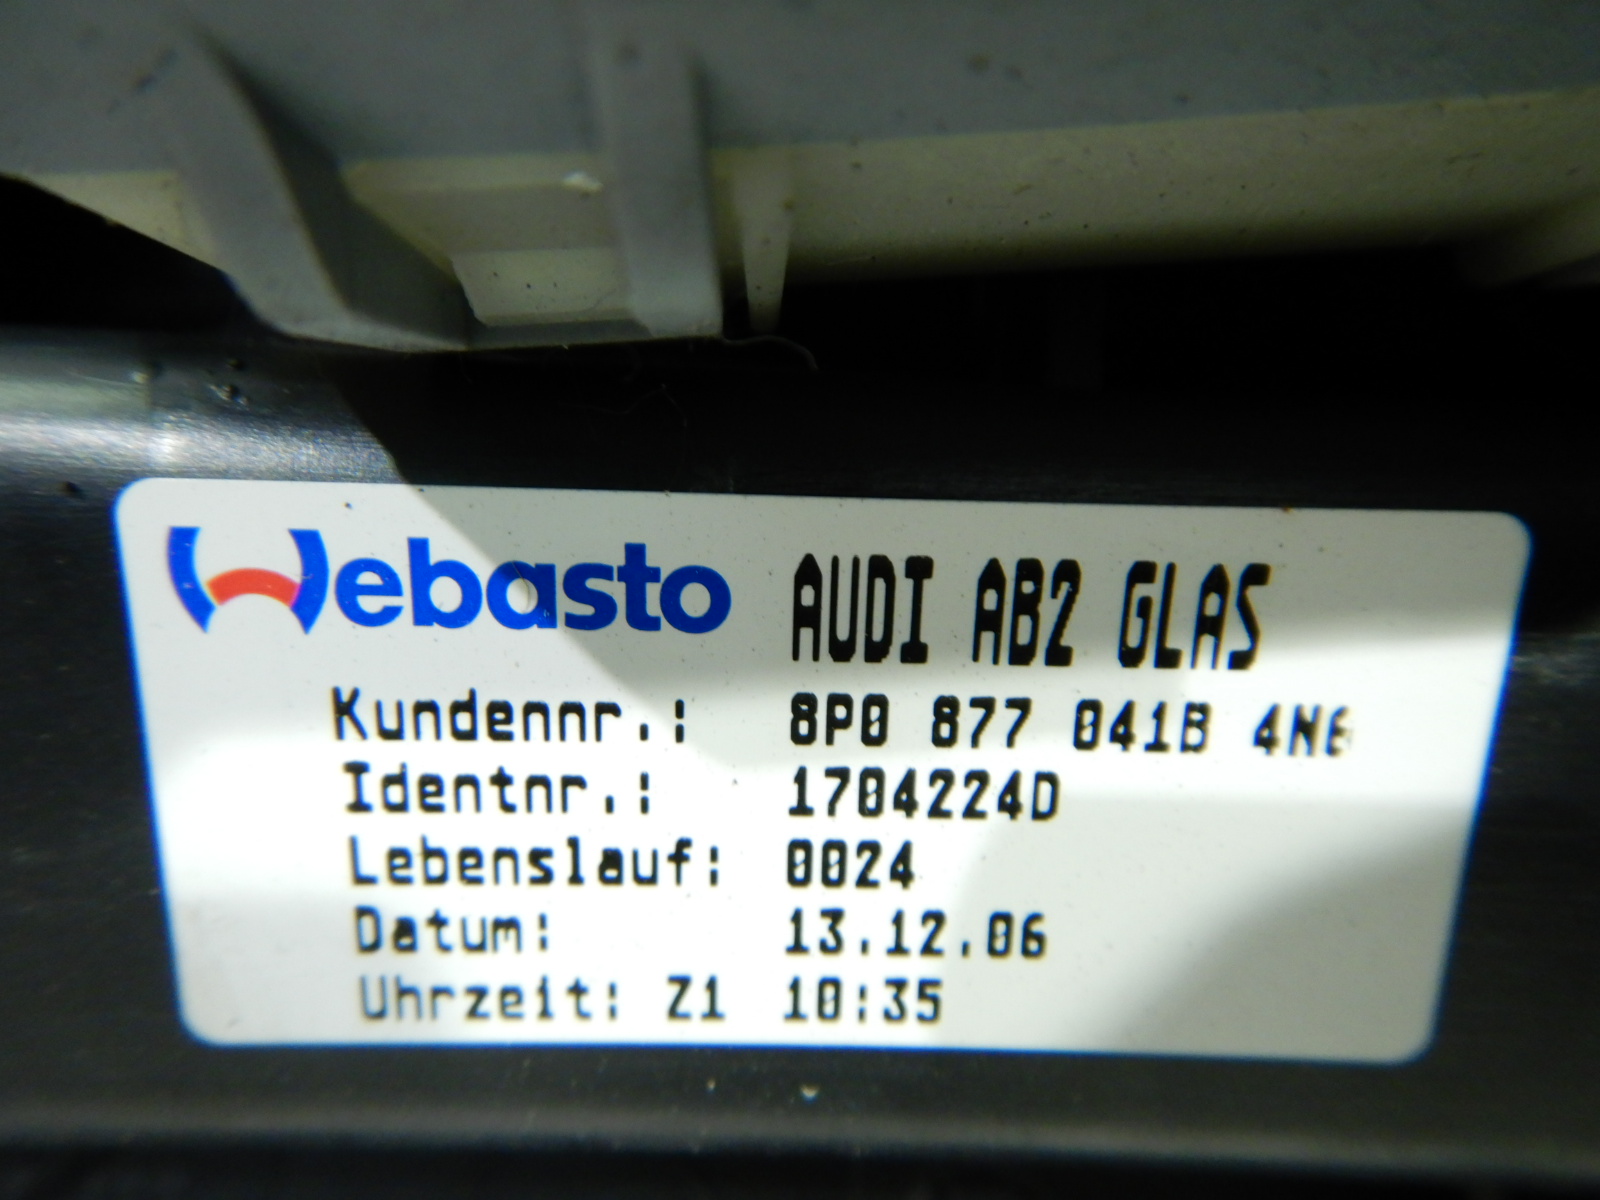 Webasto AUDI AB2 GLAS
Kundennr.: 8P0 877 041B 4N6
Identnr.: 1704224D
Lebenslauf: 0024
Datum: 13.12.06
Uhrzeit: Z1 10:35